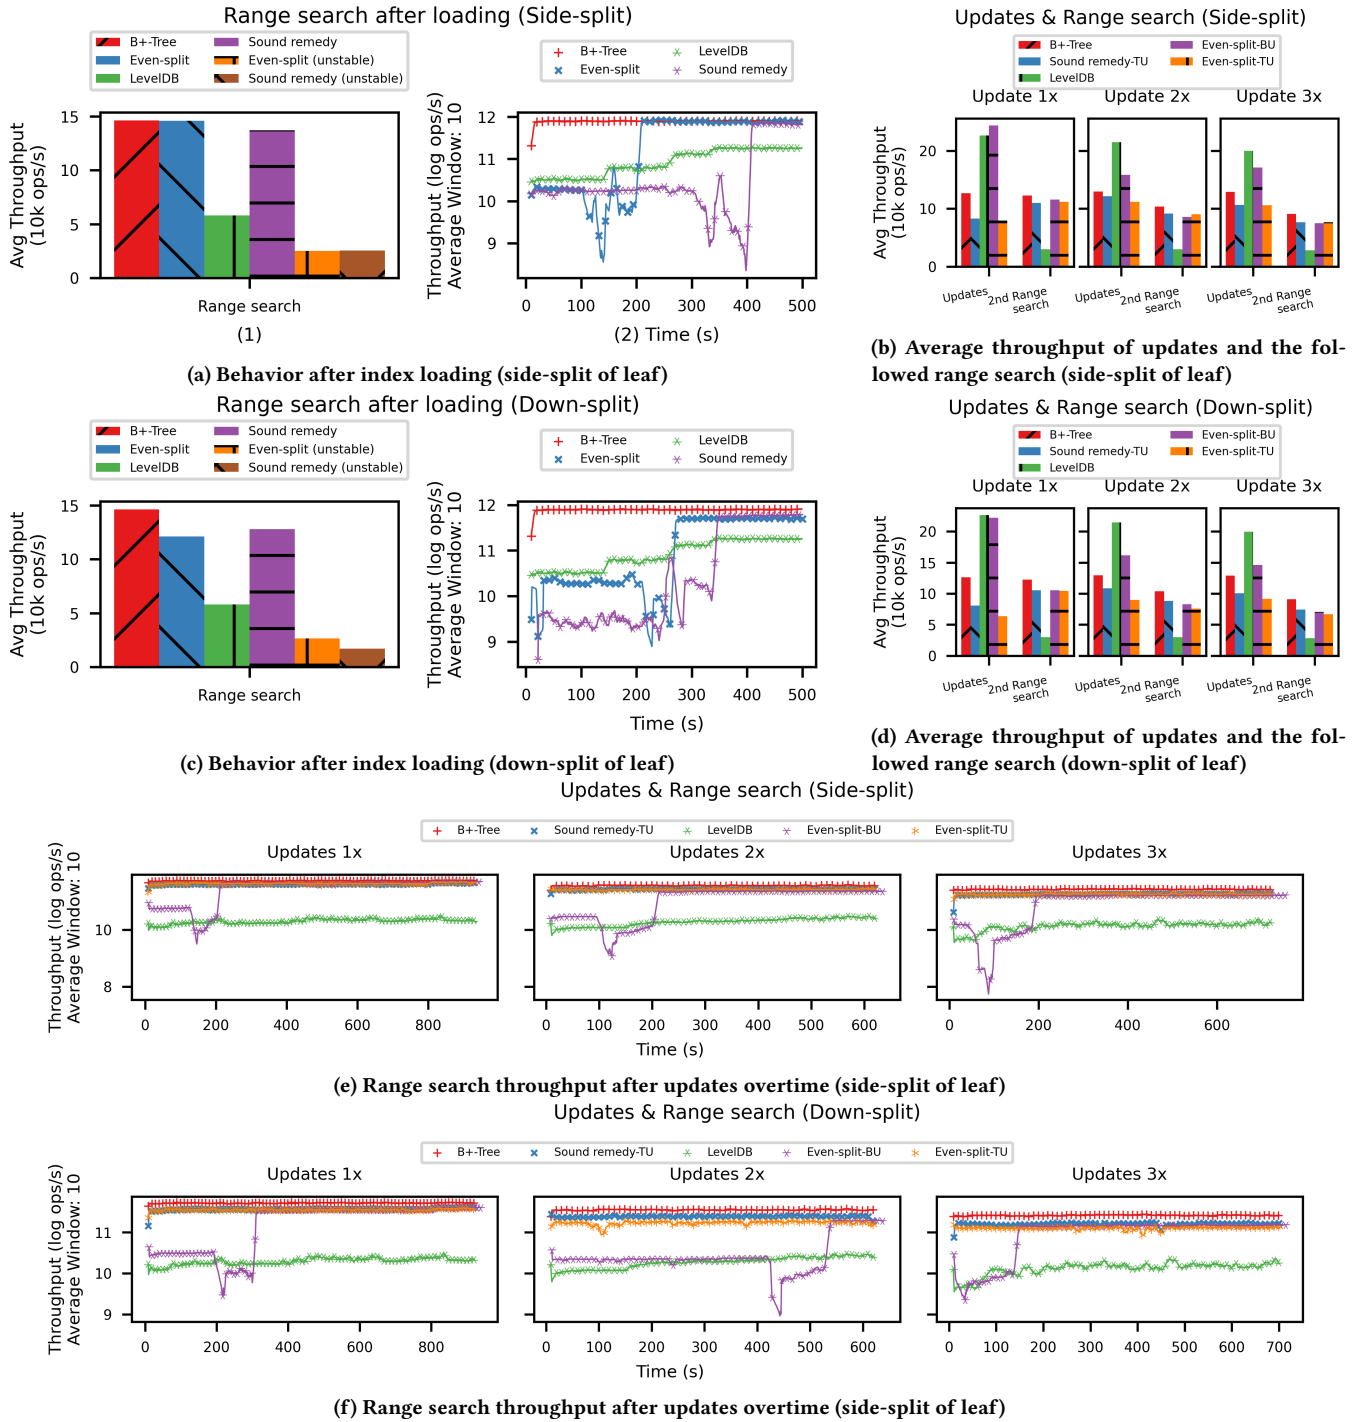 Range search after loading (Side-split)
B+-Tree
Even-split
LevelDB
Sound remedy
Even-split (unstable)
Sound remedy (unstable)
Avg Throughput
(10k ops/s)
15
10
5
0
Range search
(1)
B+-Tree
Even-split
LevelDB
Sound remedy
Throughput (log ops/s)
Average Window: 10
12
11
10
9
0 100 200 300 400 500
(2) Time (s)
(a) Behavior after index loading (side-split of leaf)
Updates & Range search (Side-split)
B+-Tree
Sound remedy-TU
LevelDB
Even-split-BU
Even-split-TU
Update 1x Update 2x Update 3x
Avg Throughput
(10k ops/s)
20
10
0
Updates 2nd Range
search
Updates 2nd Range
search
Updates 2nd Range
search
(b) Average throughput of updates and the fol-
lowed range search (side-split of leaf)
Range search after loading (Down-split)
B+-Tree
Even-split
LevelDB
Sound remedy
Even-split (unstable)
Sound remedy (unstable)
Avg Throughput
(10k ops/s)
15
10
5
0
Range search
B+-Tree
Even-split
LevelDB
Sound remedy
Throughput (log ops/s)
Average Window: 10
12
11
10
9
0 100 200 300 400 500
Time (s)
(c) Behavior after index loading (down-split of leaf)
Updates & Range search (Down-split)
B+-Tree
Sound remedy-TU
LevelDB
Even-split-BU
Even-split-TU
Update 1x Update 2x Update 3x
Avg Throughput
(10k ops/s)
20
15
10
5
0
Updates 2nd Range
search
Updates 2nd Range
search
Updates 2nd Range
search
(d) Average throughput of updates and the fol-
lowed range search (down-split of leaf)
Updates & Range search (Side-split)
B+-Tree Sound remedy-TU LevelDB Even-split-BU Even-split-TU
Updates 1x Updates 2x Updates 3x
Throughput (log ops/s)
Average Window: 10
10
8
0 200 400 600 800
0 100 200 300 400 500 600
0 200 400 600
Time (s)
(e) Range search throughput after updates overtime (side-split of leaf)
Updates & Range search (Down-split)
B+-Tree Sound remedy-TU LevelDB Even-split-BU Even-split-TU
Updates 1x Updates 2x Updates 3x
Throughput (log ops/s)
Average Window: 10
11
10
9
0 200 400 600 800
0 100 200 300 400 500 600
0 100 200 300 400 500 600 700
Time (s)
(f) Range search throughput after updates overtime (side-split of leaf)